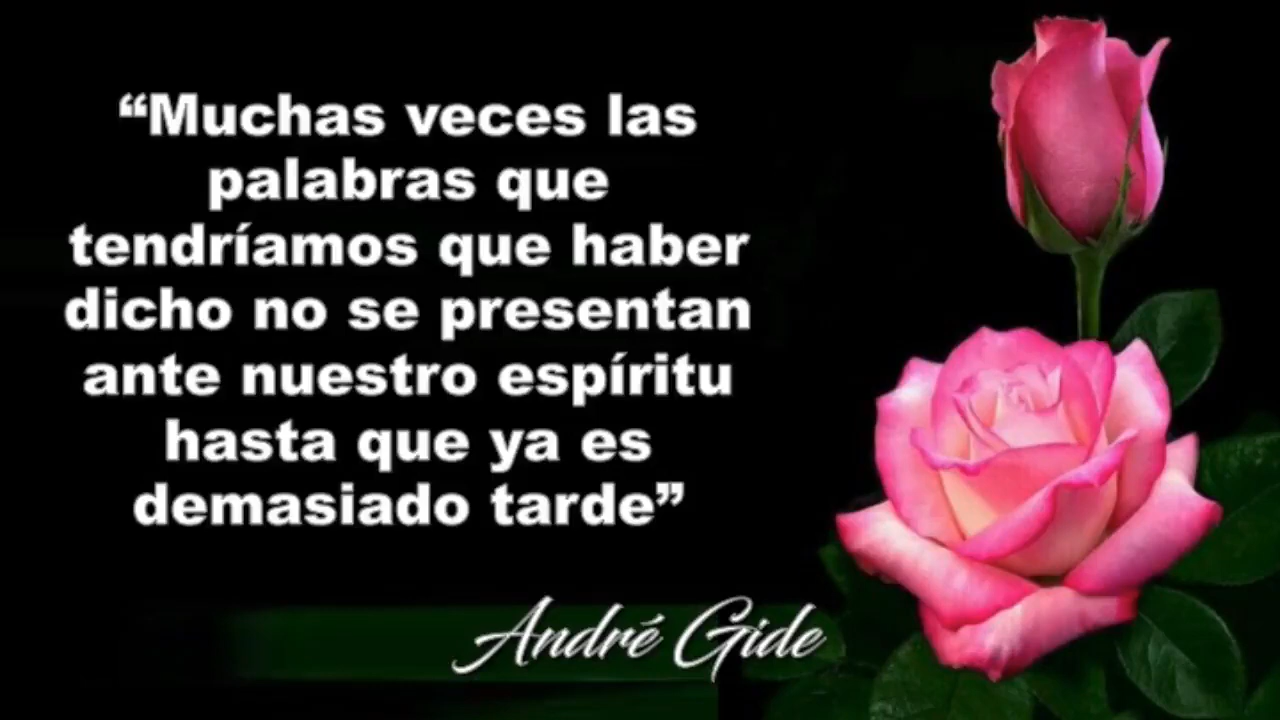 “Muchas veces las
palabras que
tendríamos que haber
dicho no se presentan
ante nuestro espíritu
hasta que ya es
demasiado tarde”
André Gide